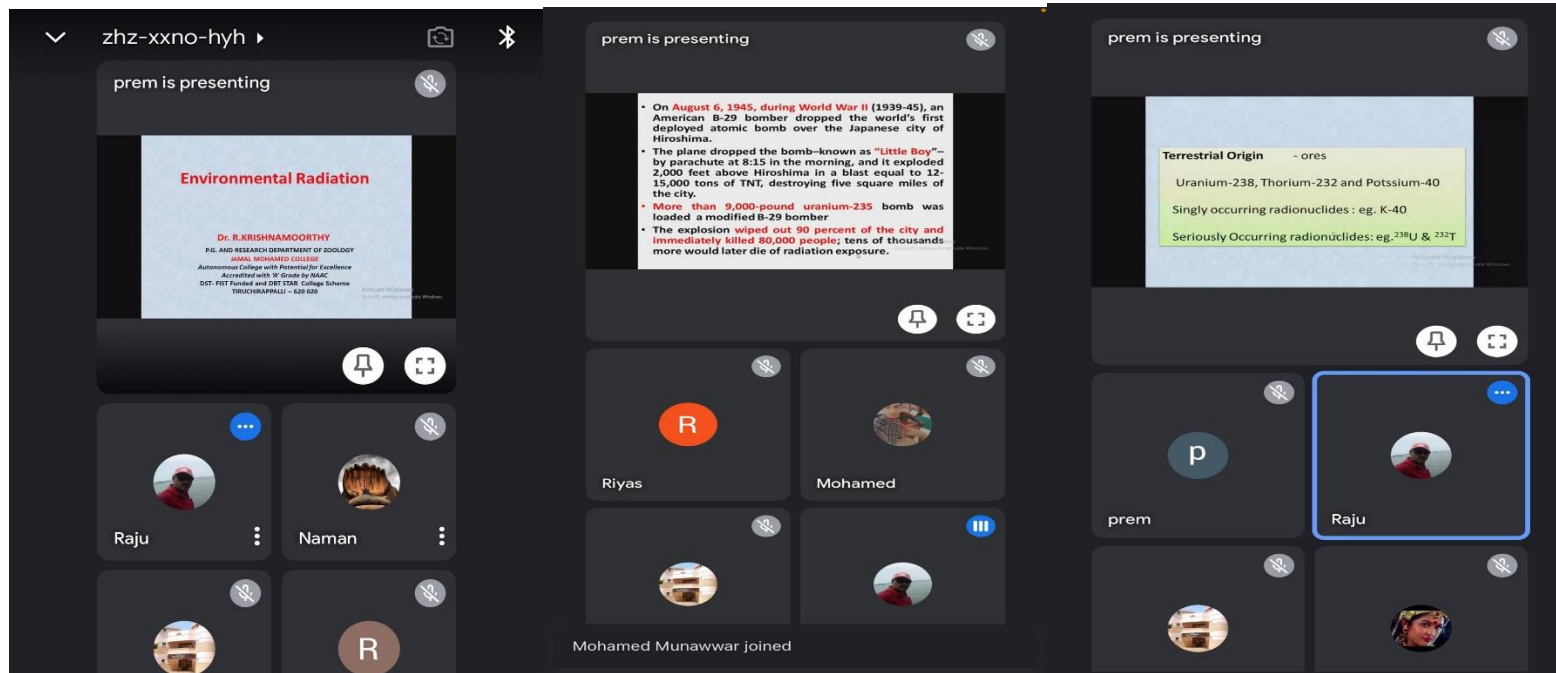 zhz-xxno-hyh
prem is presenting
Environmental Radiation
Dr. R.KRISHNAMOORTHY
P.G. AND RESEARCH DEPARTMENT OF ZOOLOGY
JAMAL MOHAMED COLLEGE
Autonomous College with Potential for Excellence
Accredited with 'A' Grade by NAAC
DST- FIST Funded and DBT STAR College Scheme
TIRUCHIRAPPALLI – 620 020
Activate Windows
Raju
Naman
R
prem is presenting
• On August 6, 1945, during World War II (1939-45), an
American B-29 bomber dropped the world's first
deployed atomic bomb over the Japanese city of
Hiroshima.
• The plane dropped the bomb–known as “Little Boy”–
by parachute at 8:15 in the morning, and it exploded
2,000 feet above Hiroshima in a blast equal to 12-
15,000 tons of TNT, destroying five square miles of
the city.
• More than 9,000-pound uranium-235 bomb was
loaded a modified B-29 bomber
• The explosion wiped out 90 percent of the city and
immediately killed 80,000 people; tens of thousands
more would later die of radiation exposure.
R
Riyas
Mohamed
Mohamed Munawwar joined
prem is presenting
Terrestrial Origin - ores
Uranium-238, Thorium-232 and Potssium-40
Singly occurring radionuclides : eg. K-40
Seriously Occurring radionuclides: eg.²³⁸U & ²³²T
Activate Windows
p
prem
Raju